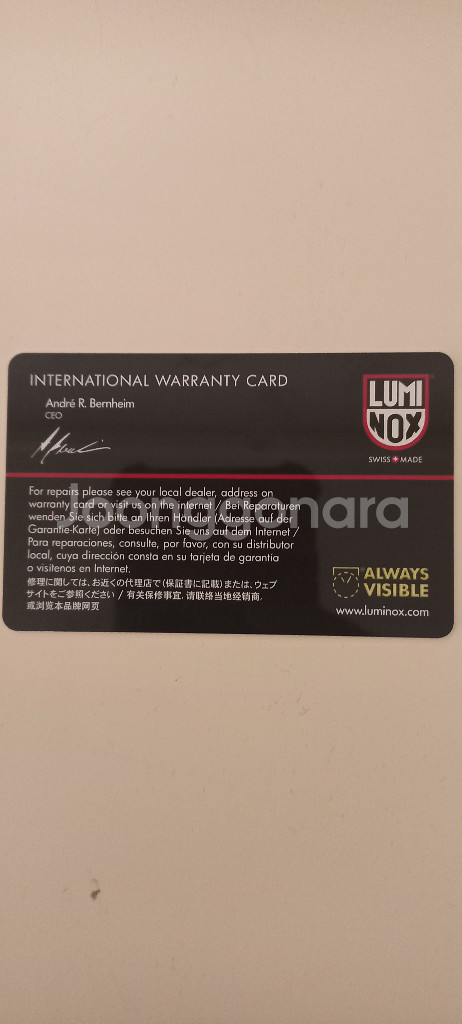 INTERNATIONAL WARRANTY CARD
André R. Bernheim
CEO
LUMI
NOX
SWISS MADE
For repairs please see your local dealer, address on
warranty card or visit us on the Internet / Bei Reparaturen
wenden Sie sich bitte an Ihren Händler (Adresse auf der
Garantie-Karte) oder besuchen Sie uns auf dem Internet /
Para reparaciones, consulte, por favor, con su distributor
local, cuya dirección consta en su tarjeta de garantia
o visitenos en Internet.
修理に関しては、お近くの代理店で(保証書に記載)または、ウェブ
サイトをご参照ください / 有美保修事宜. 请联络当地经销商.
或浏览本品牌网页
Joonggonara
ALWAYS
VISIBLE
www.luminox.com